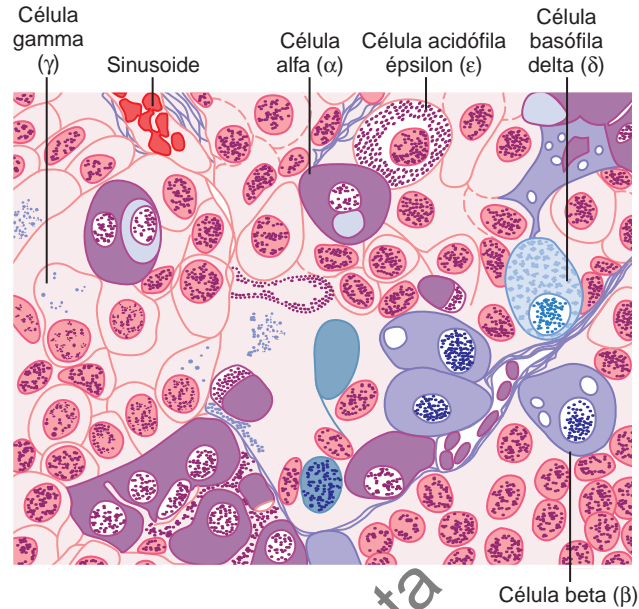 Célula
gamma
(γ)
Sinusoide
Célula
alfa (α)
Célula acidófila
épsilon (ε)
Célula
basófila
delta (δ)
Célula beta (β)